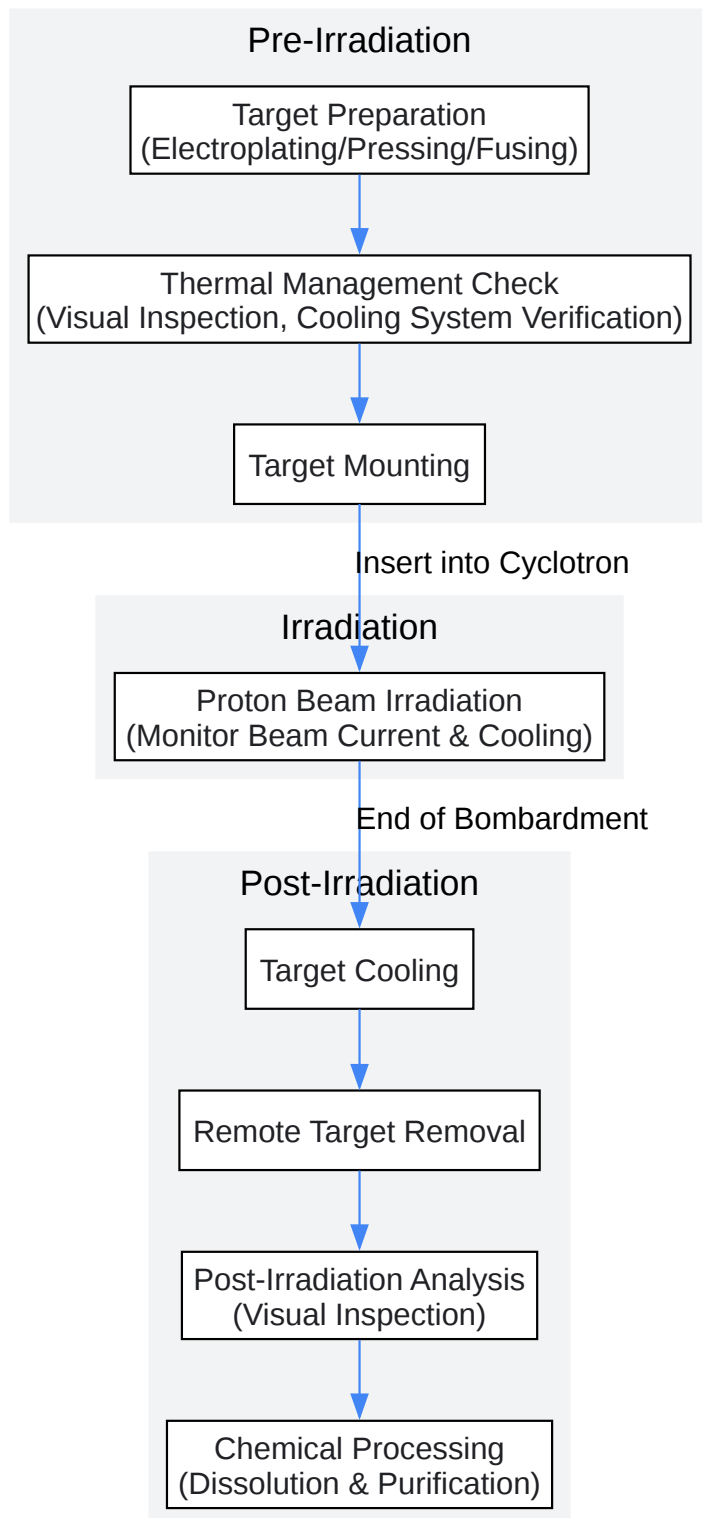 Pre-Irradiation
Target Preparation
(Electroplating/Pressing/Fusing)
Thermal Management Check
(Visual Inspection, Cooling System Verification)
Target Mounting
Insert into Cyclotron
Irradiation
Proton Beam Irradiation
(Monitor Beam Current & Cooling)
End of Bombardment
Post-Irradiation
Target Cooling
Remote Target Removal
Post-Irradiation Analysis
(Visual Inspection)
Chemical Processing
(Dissolution & Purification)